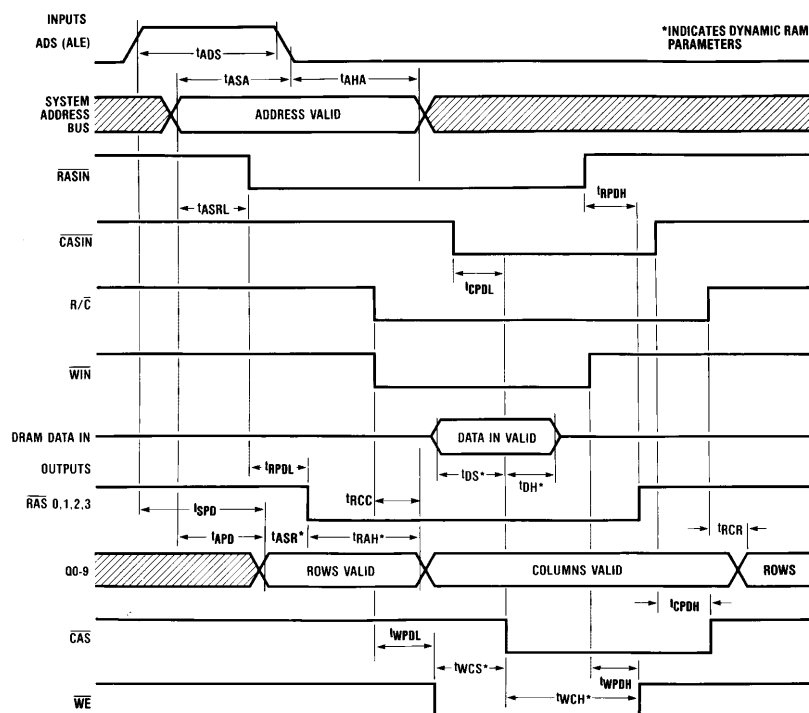 INPUTS
ADS (ALE)
*INDICATES DYNAMIC RAM
PARAMETERS
tADS
tASA
tAHA
SYSTEM
ADDRESS
BUS
ADDRESS VALID
RASIN
tRPDH
tASRL
CASIN
tCPDL
R/C
WIN
DRAM DATA IN
DATA IN VALID
OUTPUTS
tRPDL
tDS*
tDH*
tRCC
RAS 0,1,2,3
tSPD
tRCR
tAPD
tASR*
tRAH*
Q0-9
ROWS VALID
COLUMNS VALID
ROWS
tCPDH
CAS
tWPDL
tWCS*
tWPDH
tWCH*
WE